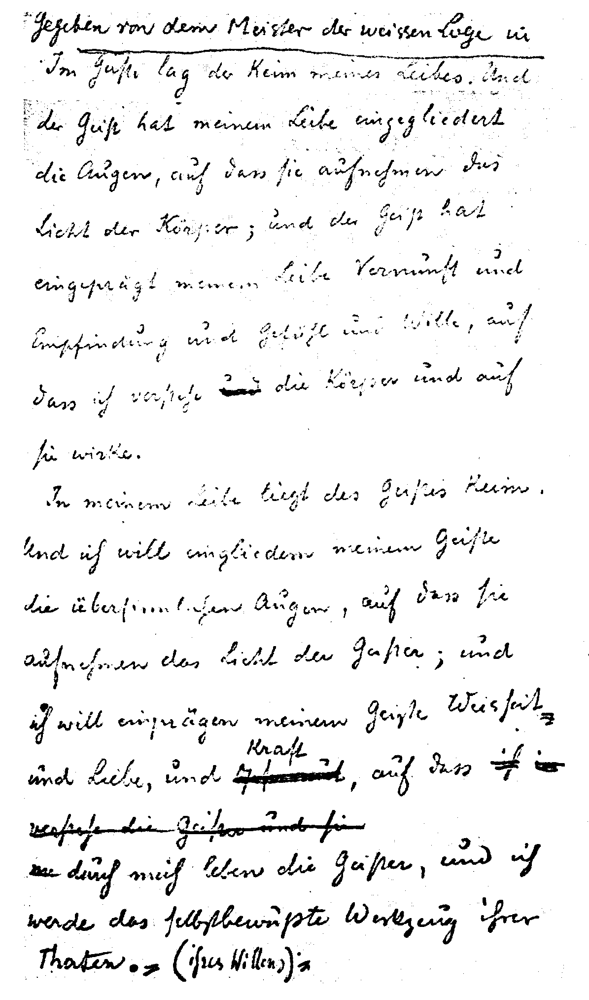 Gegeben von dem Meister der weissen Loge in
Im Geiste lag der Keim meines Leibes. Und
der Geist hat meinem Leibe eingegliedert
die Augen, auf dass sie aufnehmen das
Licht der Körper; und der Geist hat
eingeprägt meinem Leibe Vernunft und
Empfindung und Gefühl und Wille, auf
dass ich verstehe und die Körper und auf
sie wirke.
In meinem Leibe liegt des Geistes Keim.
Und ich will eingliedern meinem Geiste
die übersinnlichen Augen, auf dass sie
aufnehmen das Licht der Geister; und
ich will einprägen meinem Geiste Weisheit
Kraft
und Liebe, und, auf dass ich in
verstehe die Geister und sie
durch mich leben die Geister, und ich
werde das selbstbewußte Werkzeug ihrer
Thaten. = (ihres Willens) =